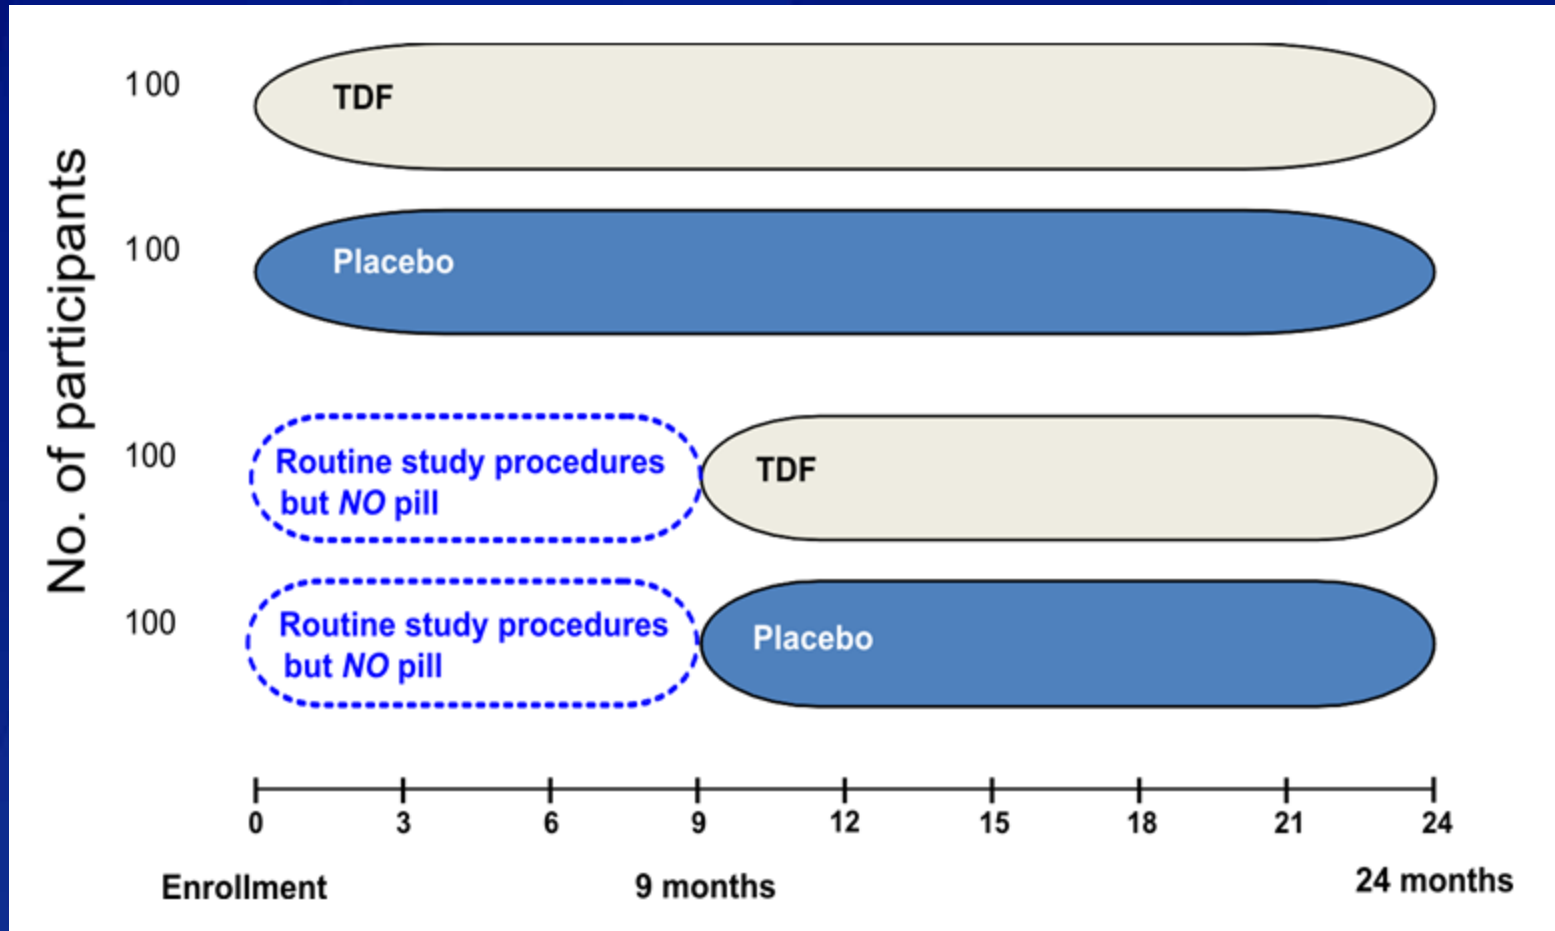 No. of participants
100
TDF
100
Placebo
100
Routine study procedures
but NO pill
TDF
100
Routine study procedures
but NO pill
Placebo
0 3 6 9 12 15 18 21 24
Enrollment 9 months 24 months